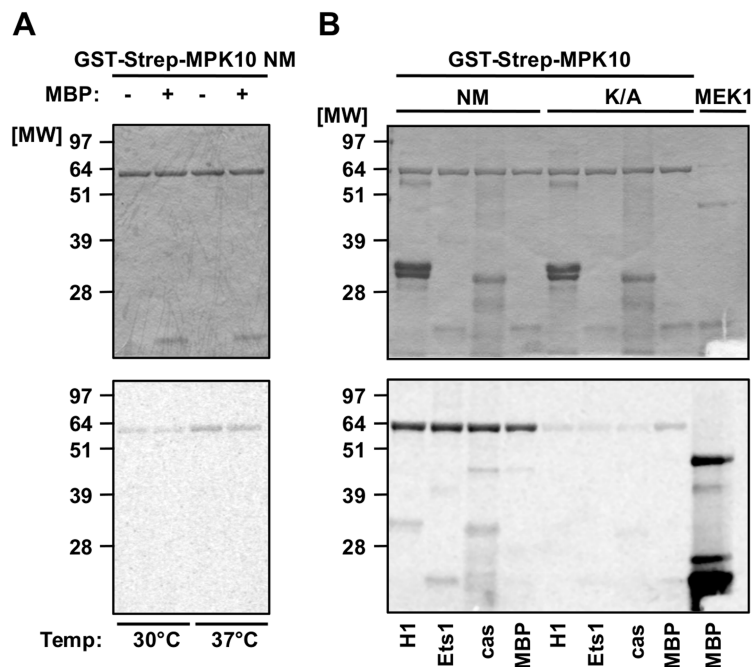 A
GST-Strep-MPK10 NM
MBP: - + - +
[MW]
97
64
51
39
28
97
64
51
39
28
Temp: 30°C 37°C
B
GST-Strep-MPK10
NM K/A MEK1
[MW]
97
64
51
39
28
97
64
51
39
28
H1 Ets1 cas MBP H1 Ets1 cas MBP MBP